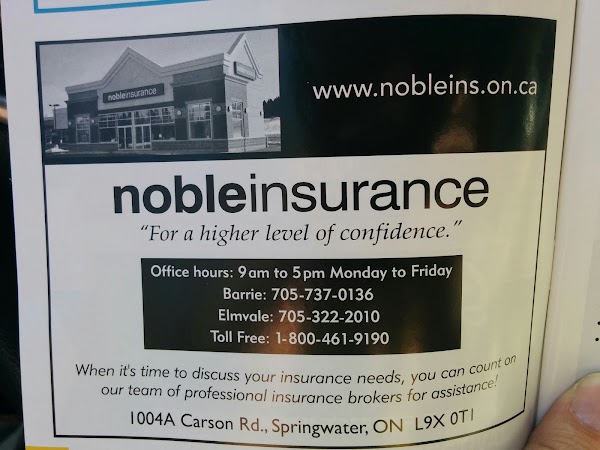 nobleinsurance
www.nobleins.on.ca
nobleinsurance
"For a higher level of confidence."
Office hours: 9am to 5pm Monday to Friday
Barrie: 705-737-0136
Elmvale: 705-322-2010
Toll Free: 1-800-461-9190
When it's time to discuss your insurance needs, you can count on
our team of professional insurance brokers for assistance!
1004A Carson Rd., Springwater, ON L9X 0T1